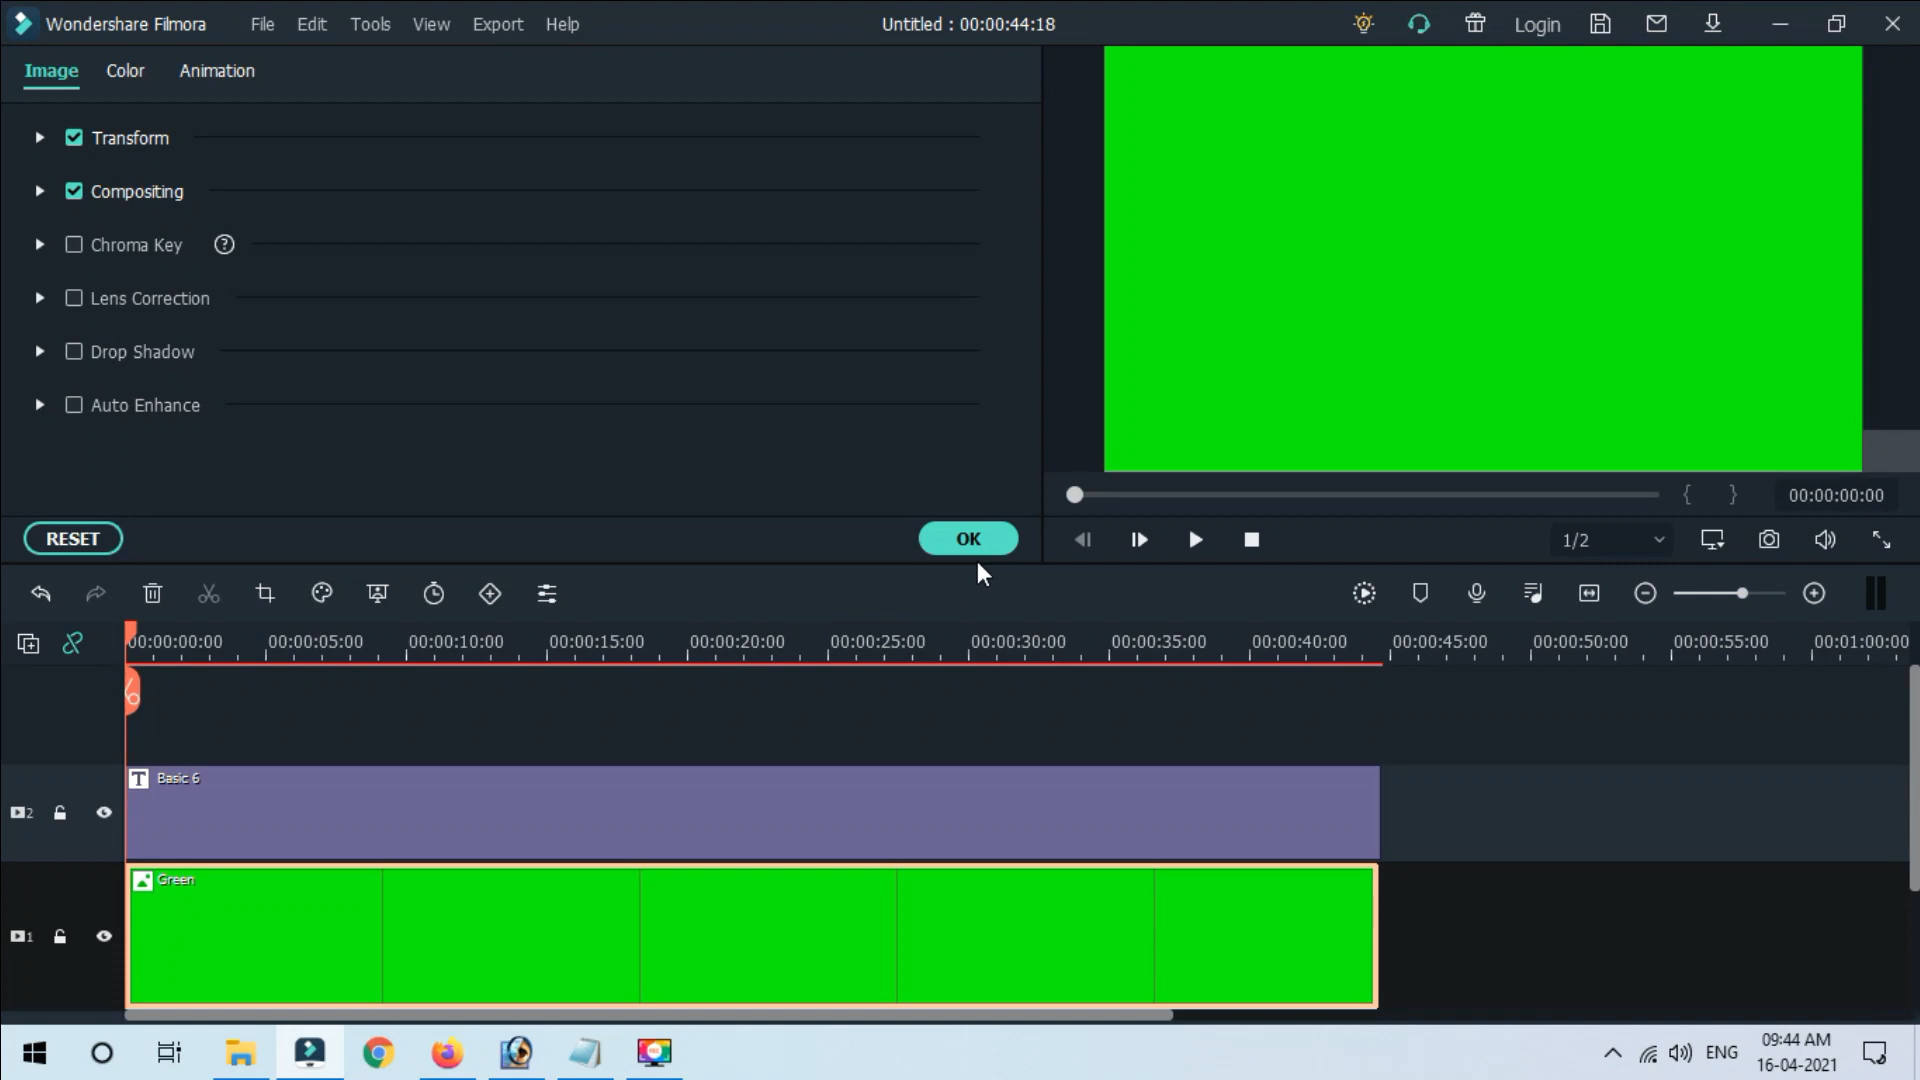 Wondershare Filmora File Edit Tools View Export Help Untitled : 00:00:44:18 Login
Image Color Animation
Transform
Compositing
Chroma Key ?
Lens Correction
Drop Shadow
Auto Enhance
{ } 00:00:00:00
RESET OK 1/2
00:00:00:00 00:00:05:00 00:00:10:00 00:00:15:00 00:00:20:00 00:00:25:00 00:00:30:00 00:00:35:00 00:00:40:00 00:00:45:00 00:00:50:00 00:00:55:00 00:01:00:00
T Basic 6
2
Green
1
09:44 AM
ENG
16-04-2021